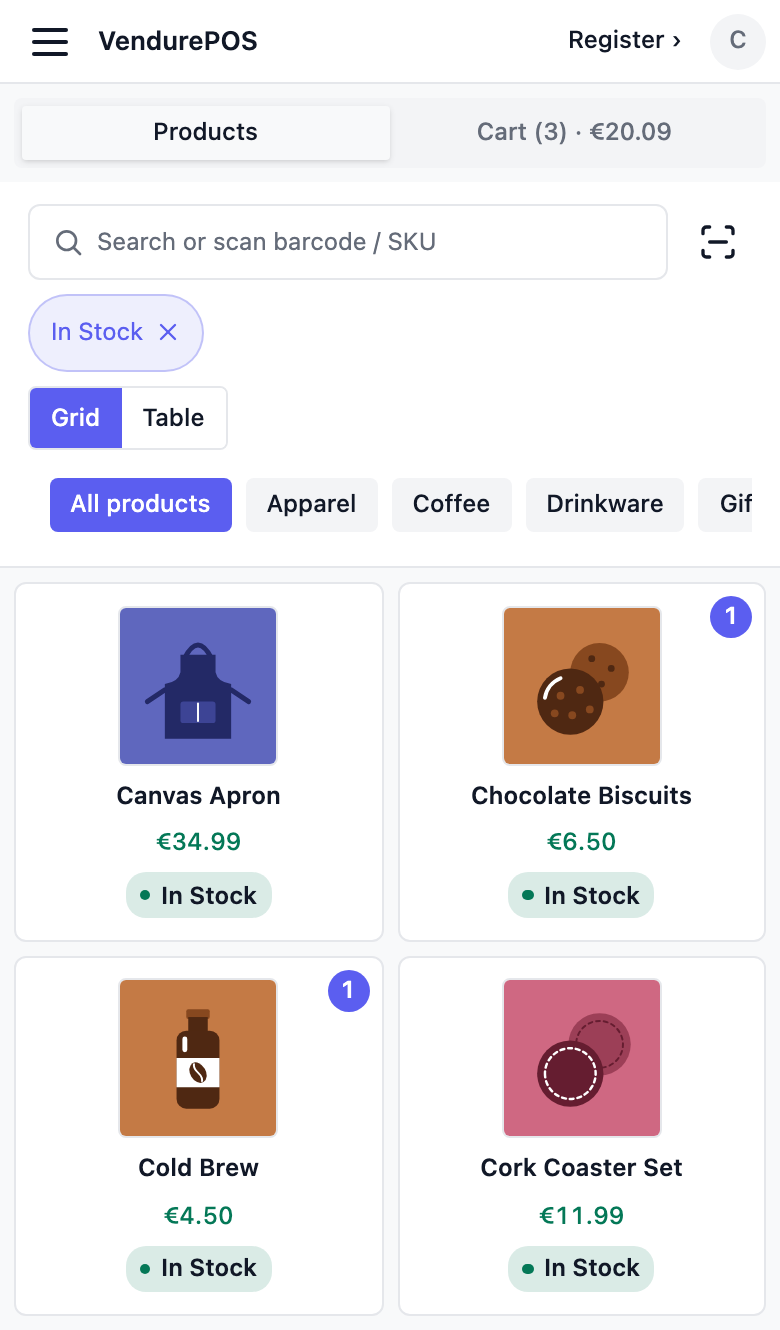 VendurePOS
Register ›
C
Products
Cart (3) · €20.09
Search or scan barcode / SKU
In Stock
Grid
Table
All products
Apparel
Coffee
Drinkware
Gif
Canvas Apron
€34.99
In Stock
1
Chocolate Biscuits
€6.50
In Stock
1
Cold Brew
€4.50
In Stock
Cork Coaster Set
€11.99
In Stock